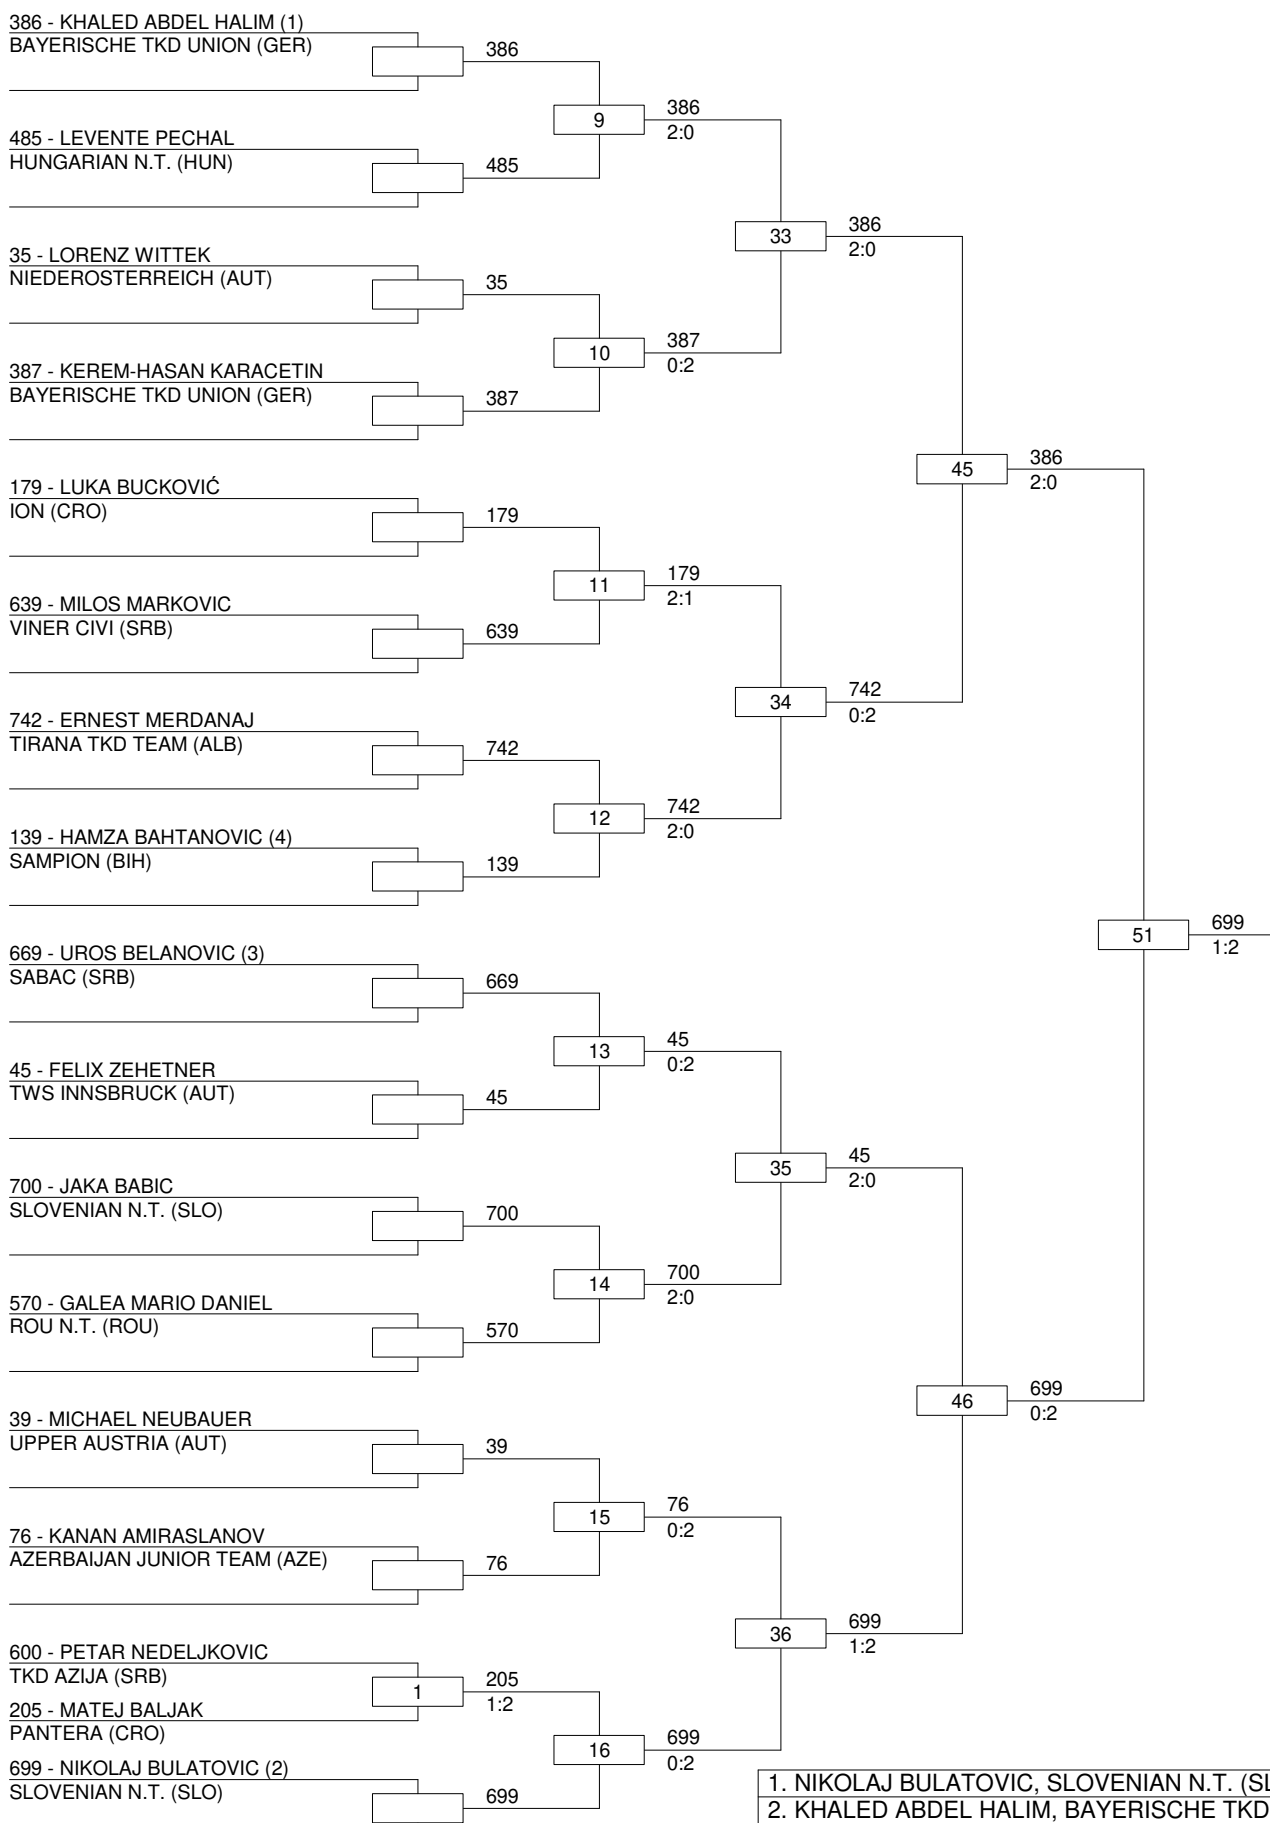 386 - KHALED ABDEL HALIM (1)
BAYERISCHE TKD UNION (GER)
386
9
386
2:0
485 - LEVENTE PECHAL
HUNGARIAN N.T. (HUN)
485
33
386
2:0
35 - LORENZ WITTEK
NIEDEROSTERREICH (AUT)
35
10
387
0:2
387 - KEREM-HASAN KARACETIN
BAYERISCHE TKD UNION (GER)
387
45
386
2:0
179 - LUKA BUCKOVIĆ
ION (CRO)
179
11
179
2:1
639 - MILOS MARKOVIC
VINER CIVI (SRB)
639
34
742
0:2
742 - ERNEST MERDANAJ
TIRANA TKD TEAM (ALB)
742
12
742
2:0
139 - HAMZA BAHTANOVIC (4)
SAMPION (BIH)
139
51
699
1:2
669 - UROS BELANOVIC (3)
SABAC (SRB)
669
13
45
0:2
45 - FELIX ZEHETNER
TWS INNSBRUCK (AUT)
45
35
45
2:0
700 - JAKA BABIC
SLOVENIAN N.T. (SLO)
700
14
700
2:0
570 - GALEA MARIO DANIEL
ROU N.T. (ROU)
570
46
699
0:2
39 - MICHAEL NEUBAUER
UPPER AUSTRIA (AUT)
39
15
76
0:2
76 - KANAN AMIRASLANOV
AZERBAIJAN JUNIOR TEAM (AZE)
76
36
699
1:2
600 - PETAR NEDELJKOVIC
TKD AZIJA (SRB)
1
205
1:2
205 - MATEJ BALJAK
PANTERA (CRO)
16
699
0:2
699 - NIKOLAJ BULATOVIC (2)
SLOVENIAN N.T. (SLO)
699
1. NIKOLAJ BULATOVIC, SLOVENIAN N.T.
2. KHALED ABDEL HALIM, BAYERISCHE TKD